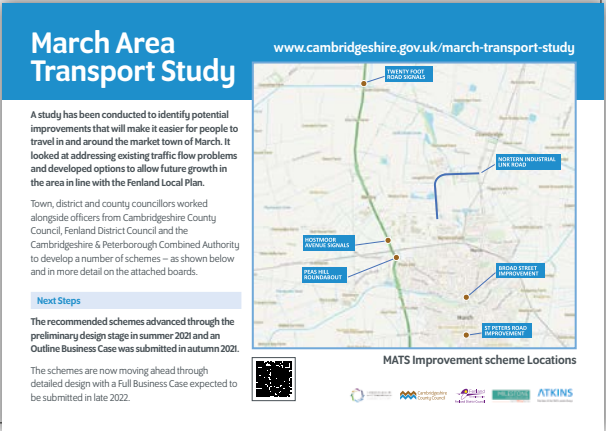 March Area
Transport Study
www.cambridgeshire.gov.uk/march-transport-study
A study has been conducted to identify potential
improvements that will make it easier for people to
travel in and around the market town of March. It
looked at addressing existing traffic flow problems
and developed options to allow future growth in
the area in line with the Fenland Local Plan.
Town, district and county councillors worked
alongside officers from Cambridgeshire County
Council, Fenland District Council and the
Cambridgeshire & Peterborough Combined Authority
to develop a number of schemes – as shown below
and in more detail on the attached boards.
Next Steps
The recommended schemes advanced through the
preliminary design stage in summer 2021 and an
Outline Business Case was submitted in autumn 2021.
The schemes are now moving ahead through
detailed design with a Full Business Case expected to
be submitted in late 2022.
TWENTY FOOT
ROAD SIGNALS
NORTERN INDUSTRIAL
LINK ROAD
HOSTMOOR
AVENUE SIGNALS
PEAS HILL
ROUNDABOUT
BROAD STREET
IMPROVEMENT
March
ST PETERS ROAD
IMPROVEMENT
MATS Improvement scheme Locations
Cambridgeshire
County Council
Fenland
MILESTONE
ATKINS